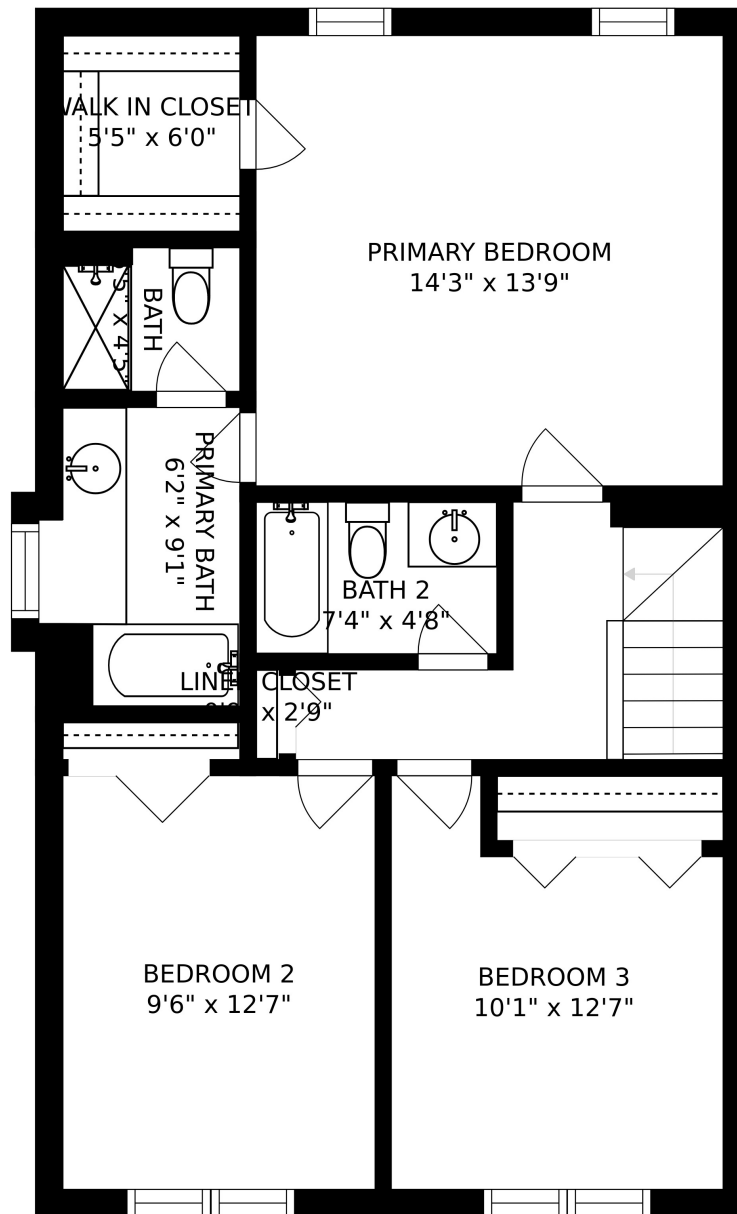 WALK IN CLOSET
5'5" x 6'0"
PRIMARY BEDROOM
14'3" x 13'9"
BATH
x 4'5"
PRIMARY BATH
6'2" x 9'1"
BATH 2
7'4" x 4'8"
LINEN CLOSET
x 2'9"
BEDROOM 2
9'6" x 12'7"
BEDROOM 3
10'1" x 12'7"